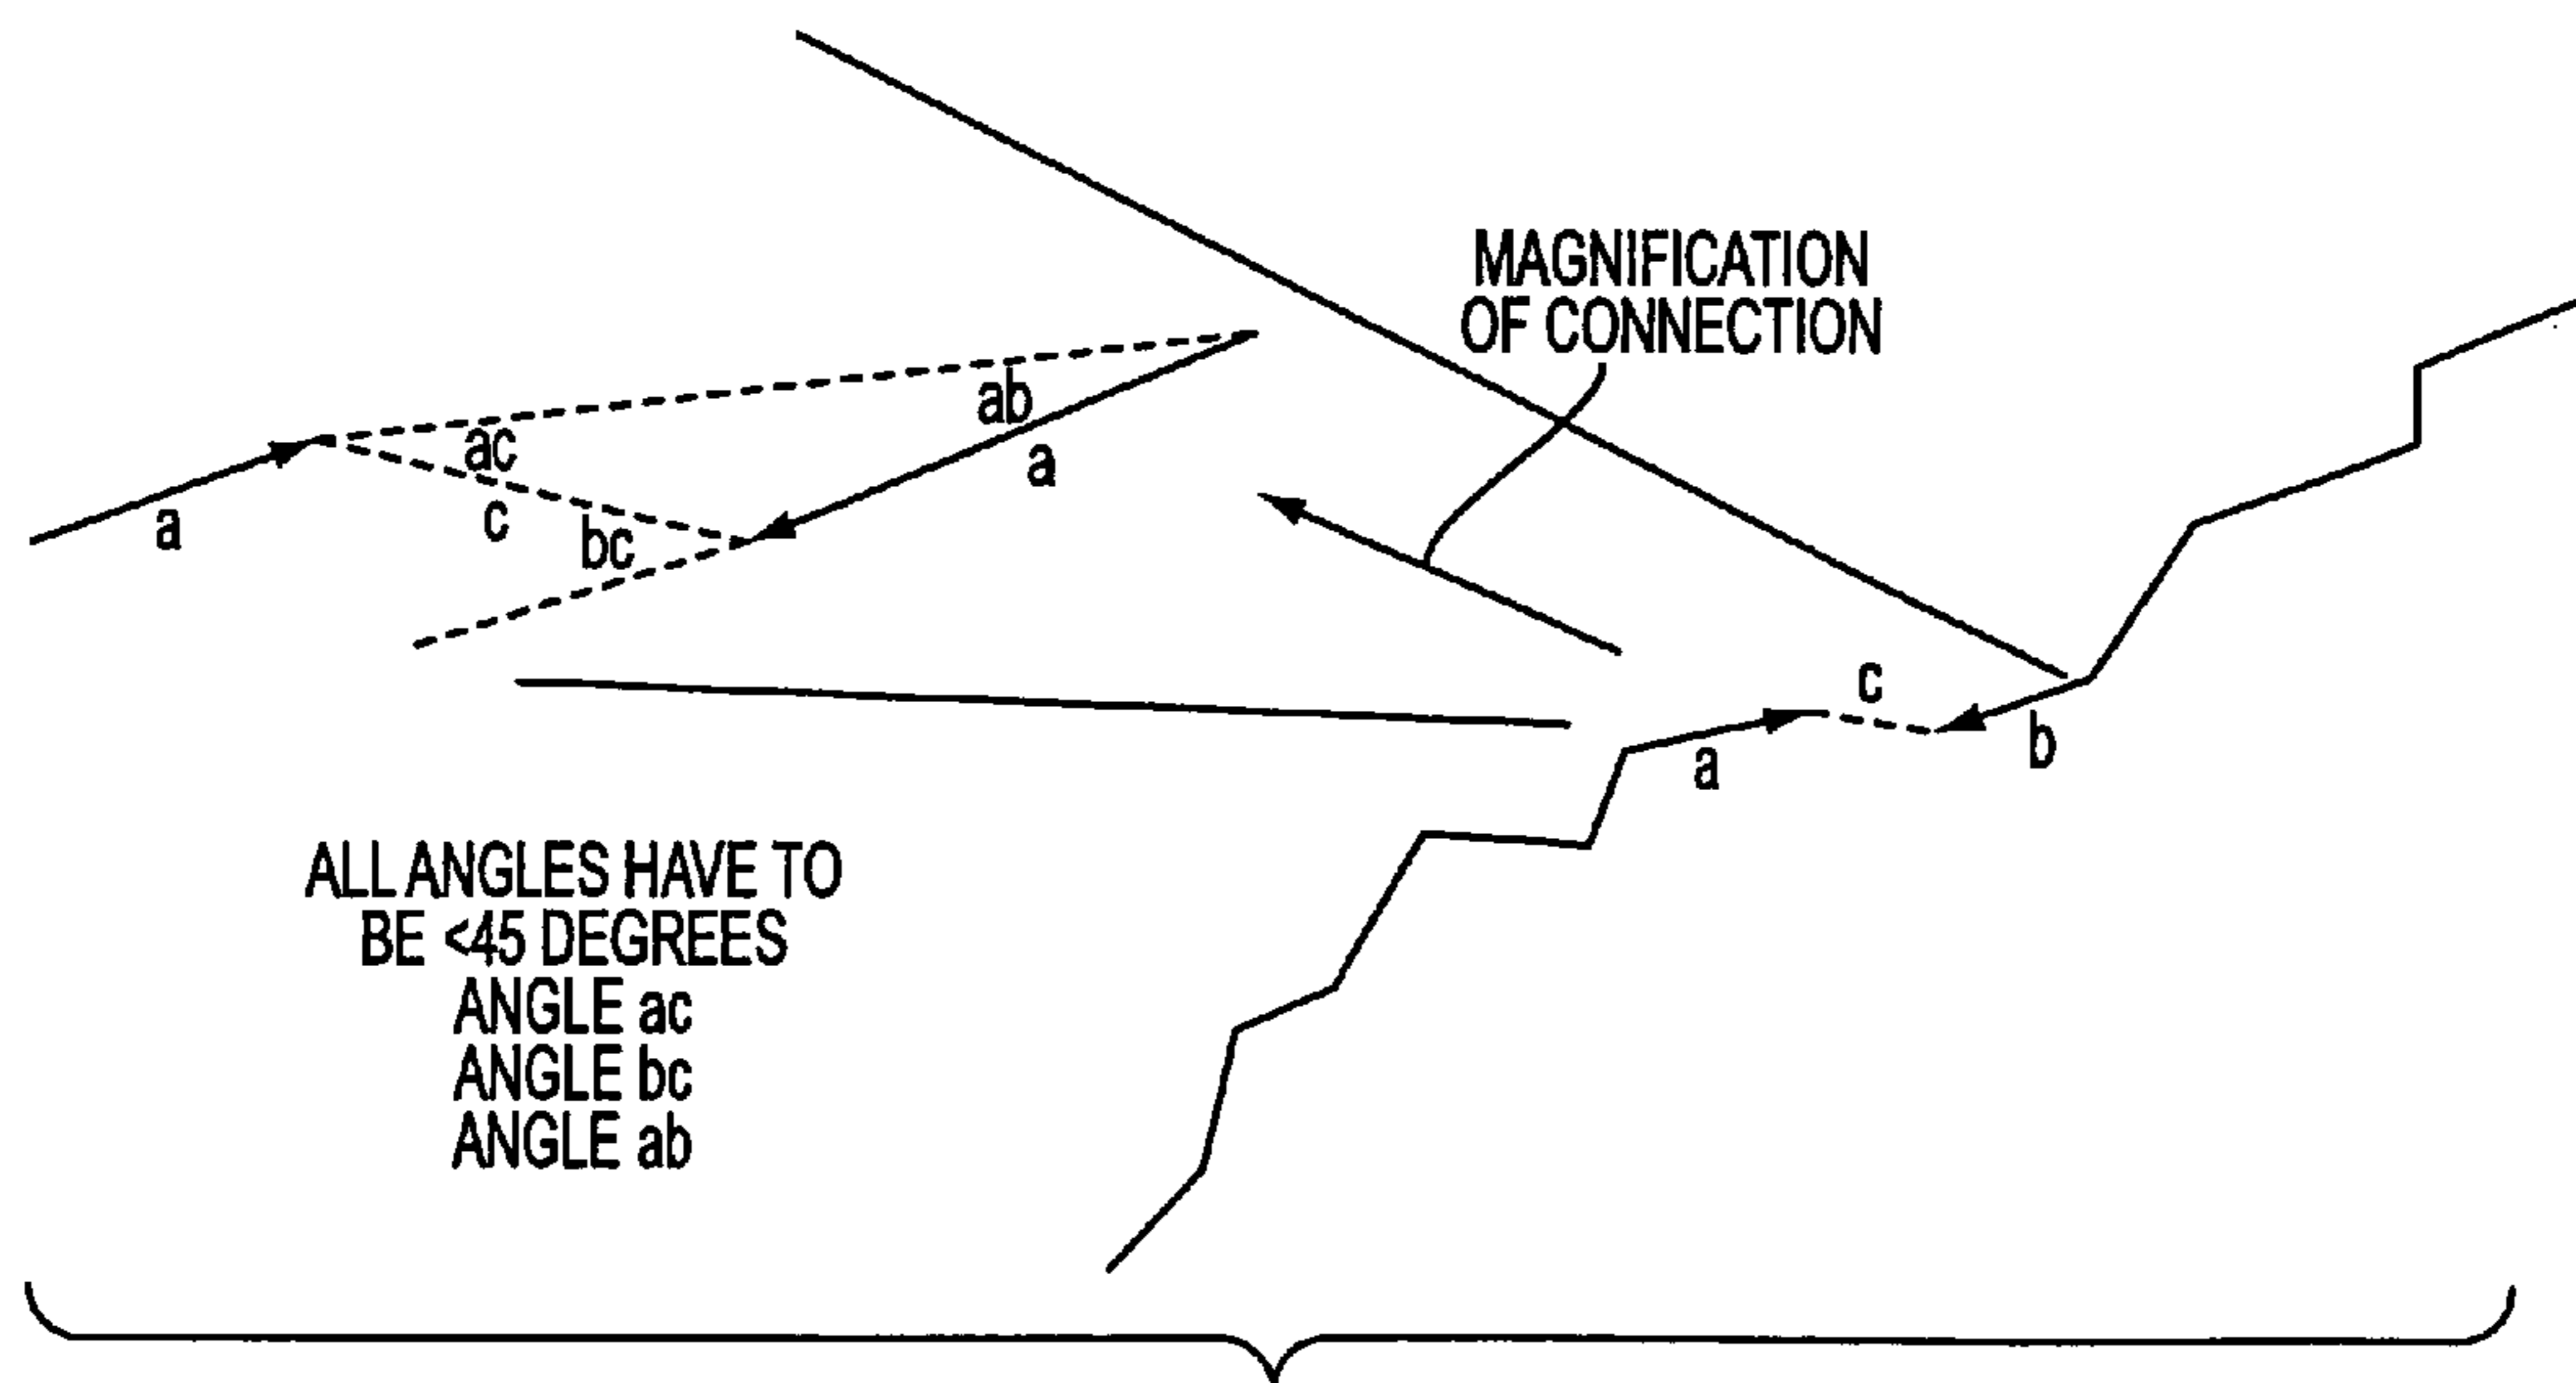 MAGNIFICATION
OF CONNECTION
ab
ac
a
a
c
bc
c
b
a
ALL ANGLES HAVE TO
BE <45 DEGREES
ANGLE ac
ANGLE bc
ANGLE ab